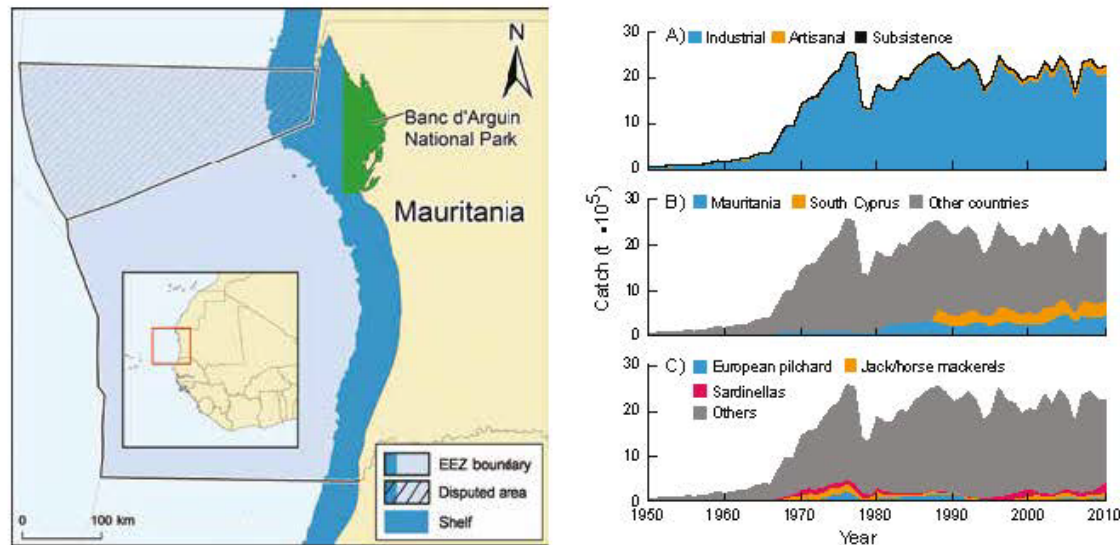 N
Banc d'Arguin
National Park
Mauritania
EEZ boundary
Disputed area
Shelf
0 100 km
A) Industrial Artisanal Subsistence
30
20
10
0
B) Mauritania South Cyprus Other countries
30
20
10
0
Catch (t •10⁵)
C) European pilchard Jack/horse mackerels
Sardinellas
Others
30
20
10
0
1950 1960 1970 1980 1990 2000 2010
Year